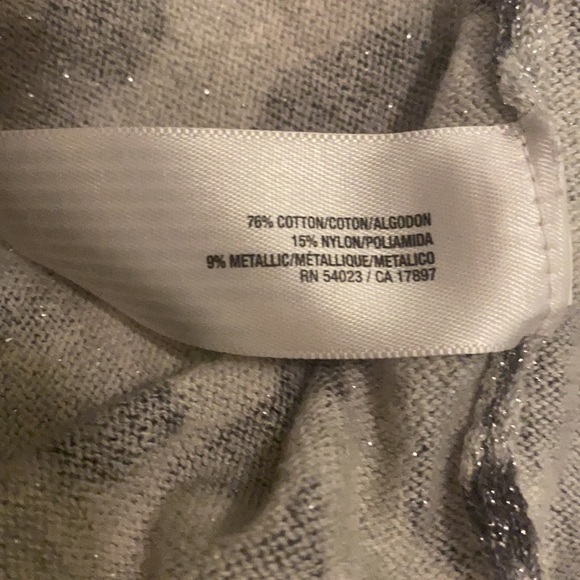 76% COTTON/COTON/ALGODON
15% NYLON/POLIAMIDA
9% METALLIC/MÉTALLIQUE/METALICO
RN 54023 / CA 17897